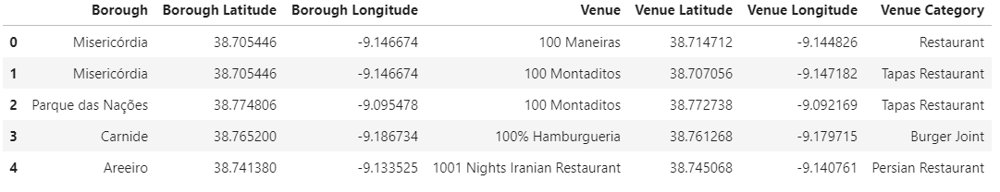 Borough Borough Latitude Borough Longitude Venue Venue Latitude Venue Longitude Venue Category
0 Misericórdia 38.705446 -9.146674 100 Maneiras 38.714712 -9.144826 Restaurant
1 Misericórdia 38.705446 -9.146674 100 Montaditos 38.707056 -9.147182 Tapas Restaurant
2 Parque das Nações 38.774806 -9.095478 100 Montaditos 38.772738 -9.092169 Tapas Restaurant
3 Carnide 38.765200 -9.186734 100% Hamburgueria 38.761268 -9.179715 Burger Joint
4 Areeiro 38.741380 -9.133525 1001 Nights Iranian Restaurant 38.745068 -9.140761 Persian Restaurant